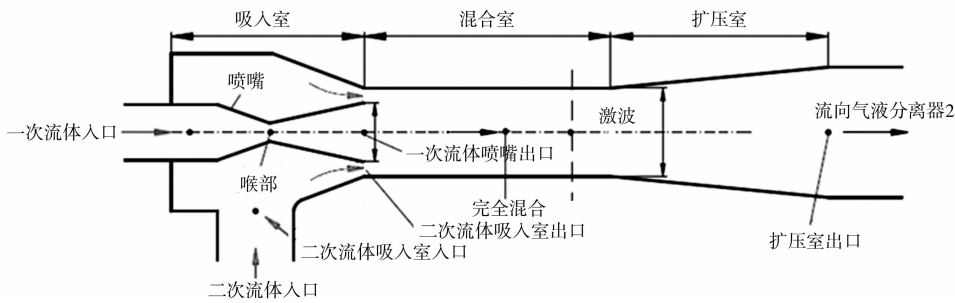 吸入室
混合室
扩压室
喷嘴
激波
流向气液分离器2
一次流体入口
一次流体喷嘴出口
喉部
完全混合
二次流体吸入室出口
扩压室出口
二次流体吸入室入口
二次流体入口